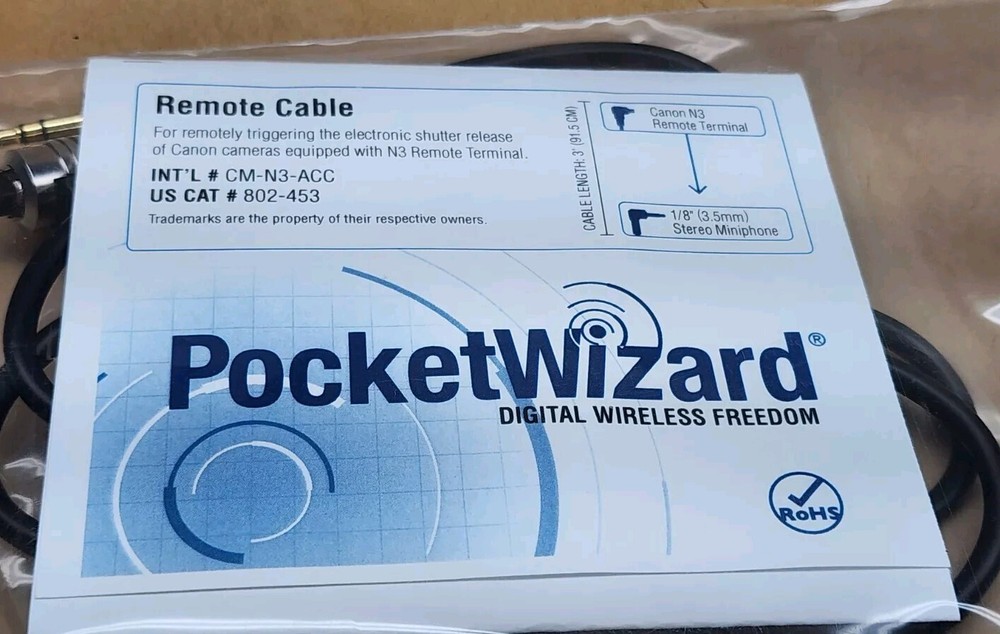 Remote Cable
For remotely triggering the electronic shutter release
of Canon cameras equipped with N3 Remote Terminal.
INT'L # CM-N3-ACC
US CAT # 802-453
Trademarks are the property of their respective owners.
CABLE LENGTH: 3' (91.5 CM)
Canon N3
Remote Terminal
1/8" (3.5mm)
Stereo Miniphone
PocketWizard®
DIGITAL WIRELESS FREEDOM
RoHS